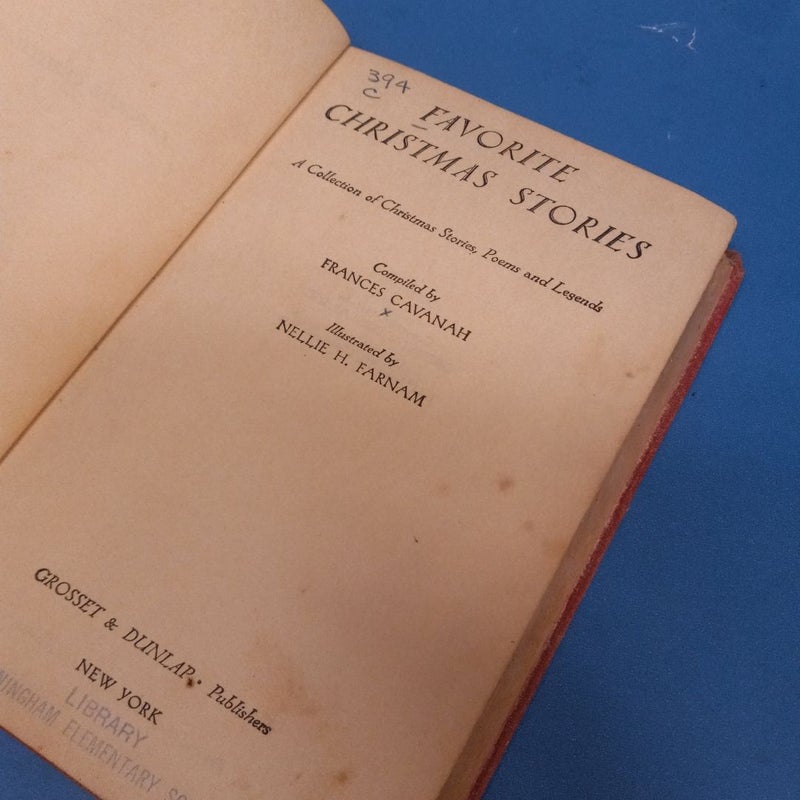 394
C
FAVORITE
CHRISTMAS STORIES
A Collection of Christmas Stories, Poems and Legends
Compiled by
FRANCES CAVANAH
x
Illustrated by
NELLIE H. FARNAM
GROSSET & DUNLAP • Publishers
NEW YORK
LIBRARY
ELEMENTARY